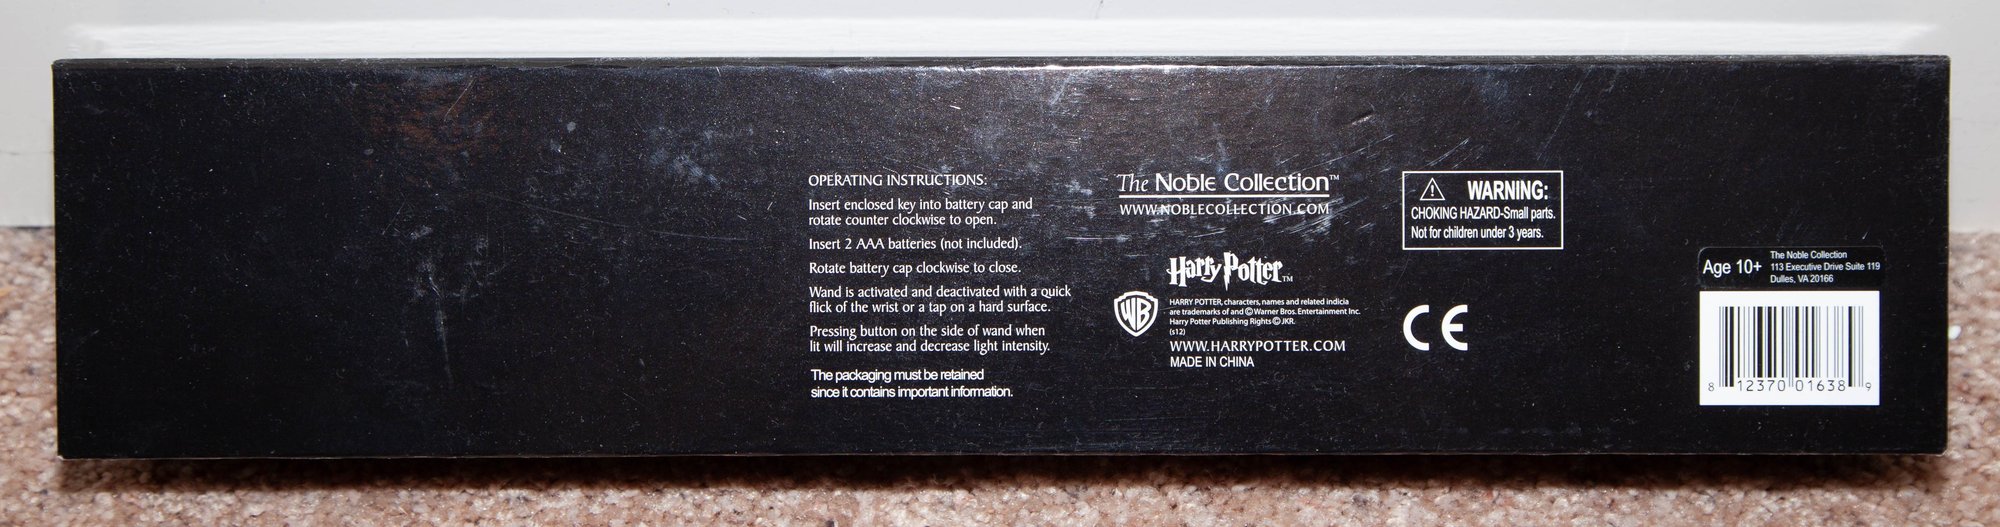 OPERATING INSTRUCTIONS:
Insert enclosed key into battery cap and
rotate counter clockwise to open.
Insert 2 AAA batteries (not included).
Rotate battery cap clockwise to close.
Wand is activated and deactivated with a quick
flick of the wrist or a tap on a hard surface.
Pressing button on the side of wand when
lit will increase and decrease light intensity.
The packaging must be retained
since it contains important information.
The Noble Collection™
WWW.NOBLECOLLECTION.COM
Harry Potter™
WB
HARRY POTTER, characters, names and related indicia
are trademarks of and © Warner Bros. Entertainment Inc.
Harry Potter Publishing Rights © JKR.
(s12)
WWW.HARRYPOTTER.COM
MADE IN CHINA
WARNING:
CHOKING HAZARD-Small parts.
Not for children under 3 years.
CE
Age 10+
The Noble Collection
113 Executive Drive Suite 119
Dulles, VA 20166
8 12370 01638 9